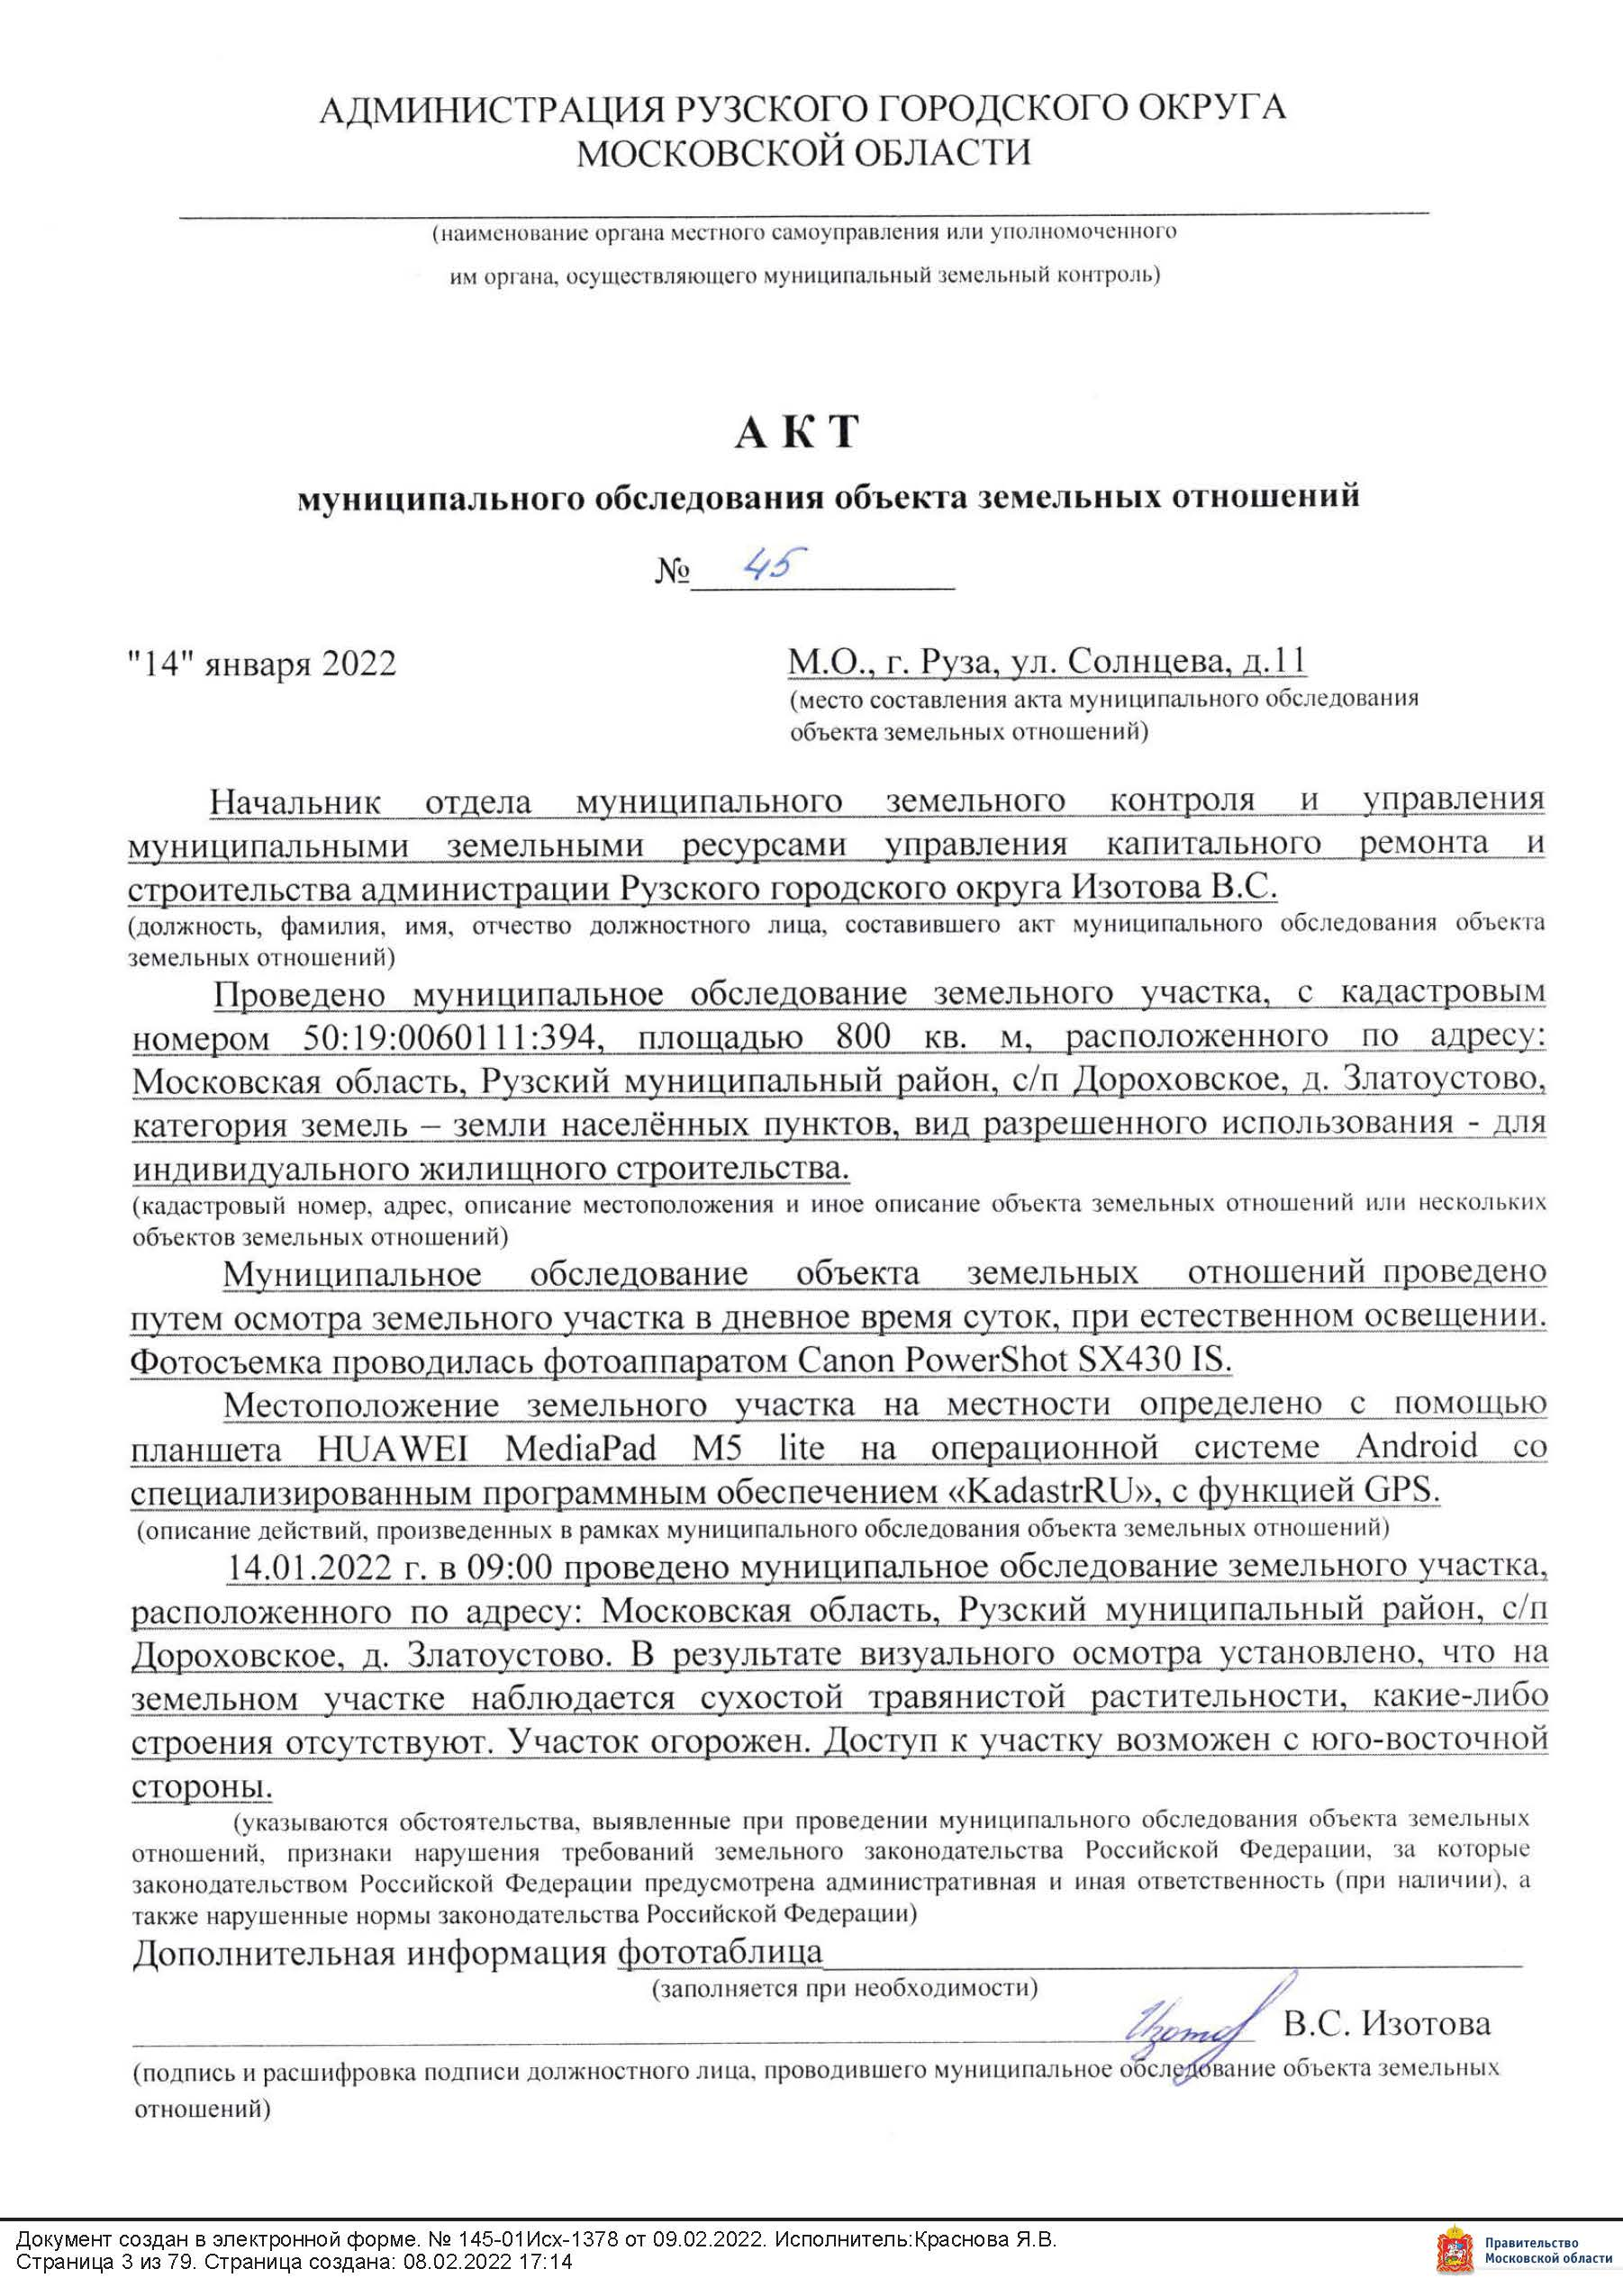 АДМИНИСТРАЦИЯ РУЗСКОГО ГОРОДСКОГО ОКРУГА
МОСКОВСКОЙ ОБЛАСТИ
(наименование органа местного самоуправления или уполномоченного
им органа, осуществляющего муниципальный земельный контроль)
А К Т
муниципального обследования объекта земельных отношений
№ 45
"14" января 2022
М.О., г. Руза, ул. Солнцева, д.11
(место составления акта муниципального обследования
объекта земельных отношений)
Начальник отдела муниципального земельного контроля и управления
муниципальными земельными ресурсами управления капитального ремонта и
строительства администрации Рузского городского округа Изотова В.С.
(должность, фамилия, имя, отчество должностного лица, составившего акт муниципального обследования объекта
земельных отношений)
Проведено муниципальное обследование земельного участка, с кадастровым
номером 50:19:0060111:394, площадью 800 кв. м, расположенного по адресу:
Московская область, Рузский муниципальный район, с/п Дороховское, д. Златоустово,
категория земель – земли населённых пунктов, вид разрешенного использования - для
индивидуального жилищного строительства.
(кадастровый номер, адрес, описание местоположения и иное описание объекта земельных отношений или нескольких
объектов земельных отношений)
Муниципальное обследование объекта земельных отношений проведено
путем осмотра земельного участка в дневное время суток, при естественном освещении.
Фотосъемка проводилась фотоаппаратом Canon PowerShot SX430 IS.
Местоположение земельного участка на местности определено с помощью
планшета HUAWEI MediaPad M5 lite на операционной системе Android со
специализированным программным обеспечением «KadastrRU», с функцией GPS.
(описание действий, произведенных в рамках муниципального обследования объекта земельных отношений)
14.01.2022 г. в 09:00 проведено муниципальное обследование земельного участка,
расположенного по адресу: Московская область, Рузский муниципальный район, с/п
Дороховское, д. Златоустово. В результате визуального осмотра установлено, что на
земельном участке наблюдается сухостой травянистой растительности, какие-либо
строения отсутствуют. Участок огорожен. Доступ к участку возможен с юго-восточной
стороны.
(указываются обстоятельства, выявленные при проведении муниципального обследования объекта земельных
отношений, признаки нарушения требований земельного законодательства Российской Федерации, за которые
законодательством Российской Федерации предусмотрена административная и иная ответственность (при наличии), а
также нарушенные нормы законодательства Российской Федерации)
Дополнительная информация фототаблица
(заполняется при необходимости)
Изотов В.С. Изотова
(подпись и расшифровка подписи должностного лица, проводившего муниципальное обследование объекта земельных
отношений)
Документ создан в электронной форме. № 145-01Исх-1378 от 09.02.2022. Исполнитель:Краснова Я.В.
Страница 3 из 79. Страница создана: 08.02.2022 17:14
Правительство
Московской области